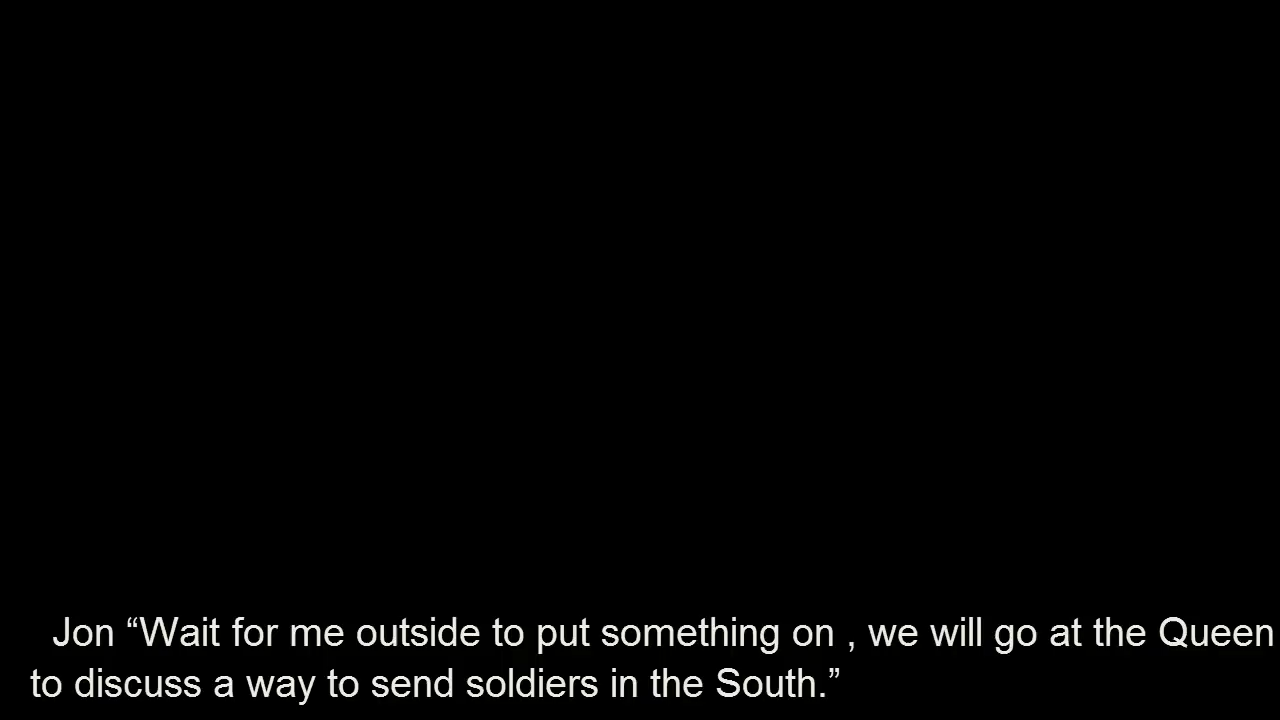 Jon “Wait for me outside to put something on , we will go at the Queen
to discuss a way to send soldiers in the South.”